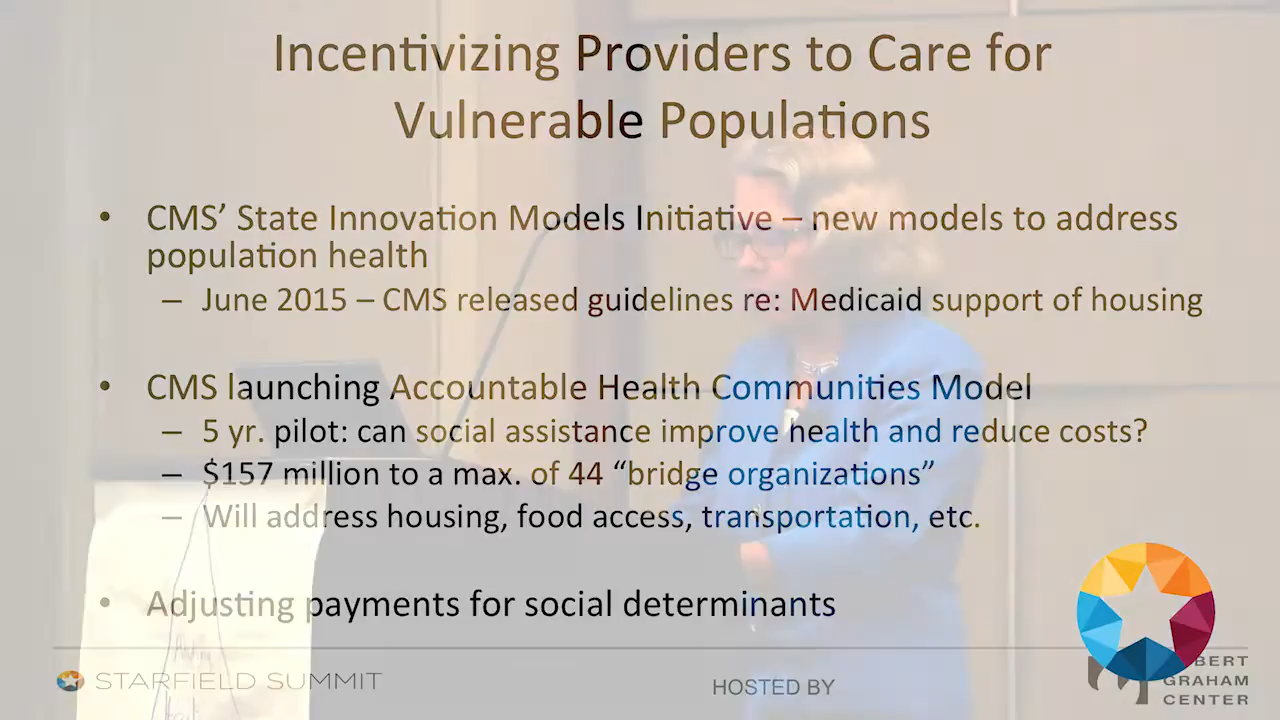 Incentivizing Providers to Care for
Vulnerable Populations
• CMS’ State Innovation Models Initiative – new models to address
population health
– June 2015 – CMS released guidelines re: Medicaid support of housing
• CMS launching Accountable Health Communities Model
– 5 yr. pilot: can social assistance improve health and reduce costs?
– $157 million to a max. of 44 “bridge organizations”
– Will address housing, food access, transportation, etc.
• Adjusting payments for social determinants
STARFIELD SUMMIT
HOSTED BY
GRAHAM
CENTER